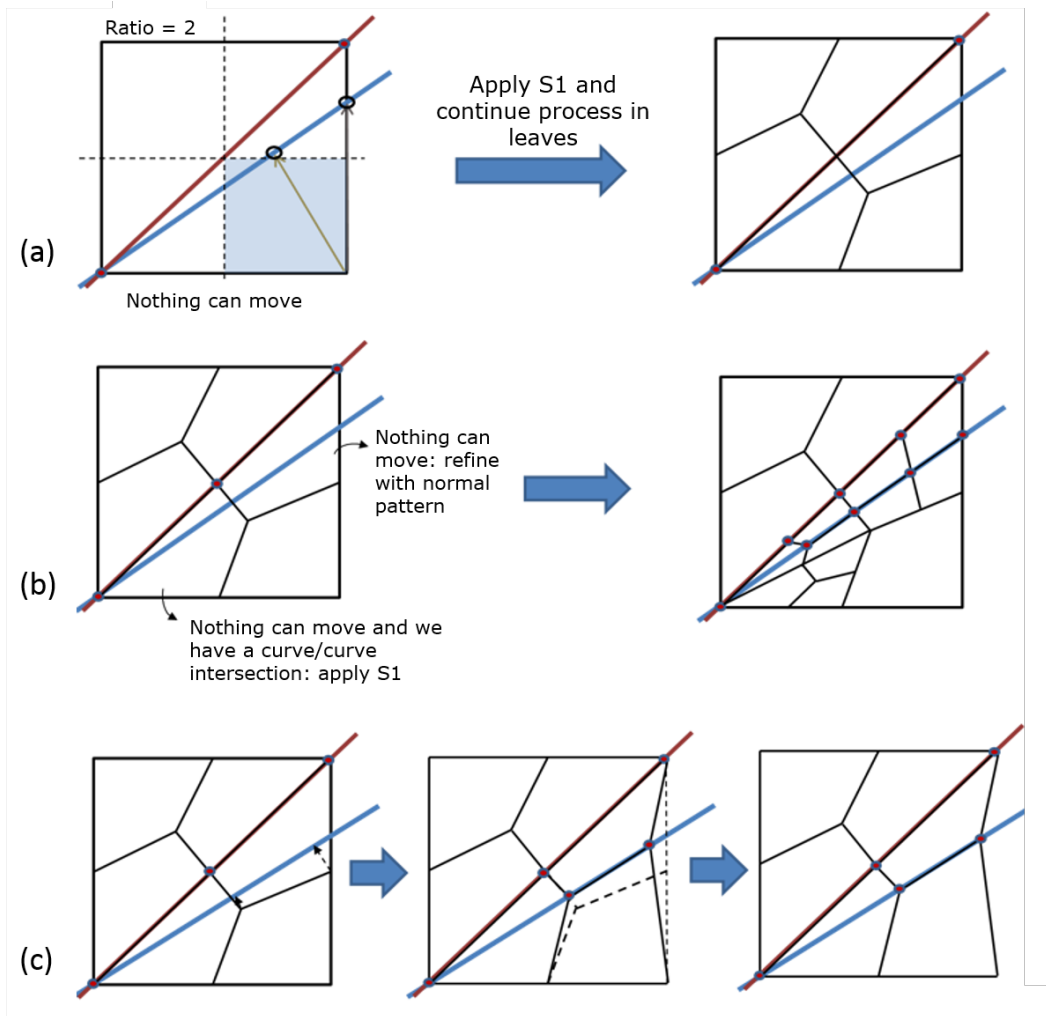 Ratio = 2
Apply S1 and
continue process in
leaves
(a)
Nothing can move
Nothing can
move: refine
with normal
pattern
(b)
Nothing can move and we
have a curve/curve
intersection: apply S1
(c)